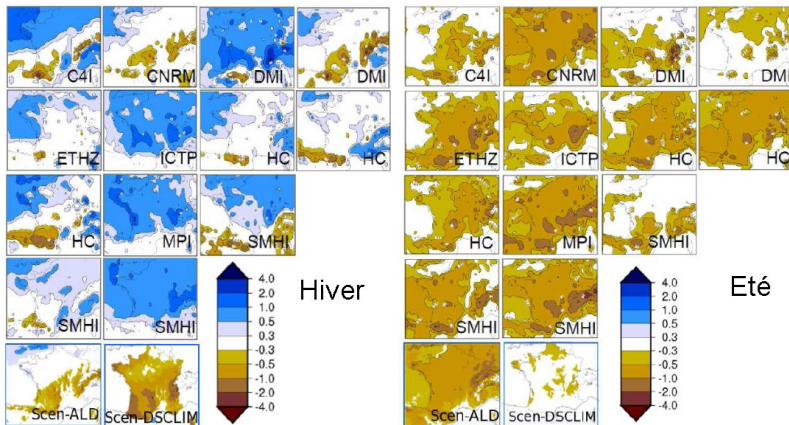 C4I CNRM DMI DMI
ETHZ ICTP HC HC
HC MPI SMHI
SMHI SMHI
Scen-ALD Scen-DSCLIM
4.0
2.0
1.0
0.5
0.3
-0.3
-0.5
-1.0
-2.0
-4.0
Hiver
C4I CNRM DMI DMI
ETHZ ICTP HC HC
HC MPI SMHI
SMHI SMHI
Scen-ALD Scen-DSCLIM
4.0
2.0
1.0
0.5
0.3
-0.3
-0.5
-1.0
-2.0
-4.0
Eté